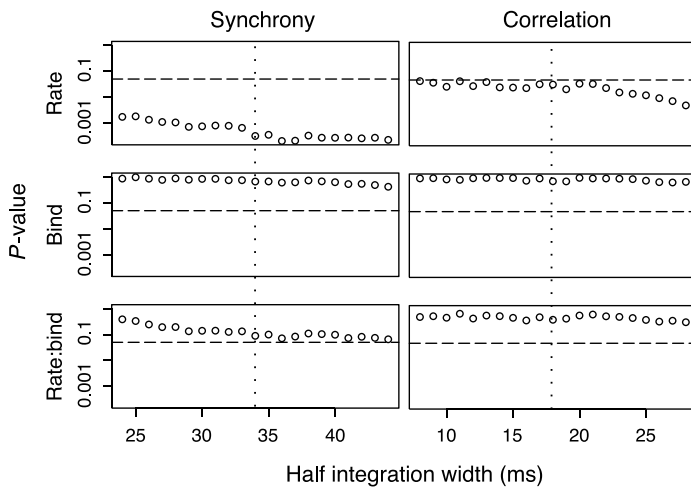 Synchrony Correlation
P-value
Rate
0.1
0.001
Bind
0.1
0.001
Rate:bind
0.1
0.001
25 30 35 40 10 15 20 25
Half integration width (ms)